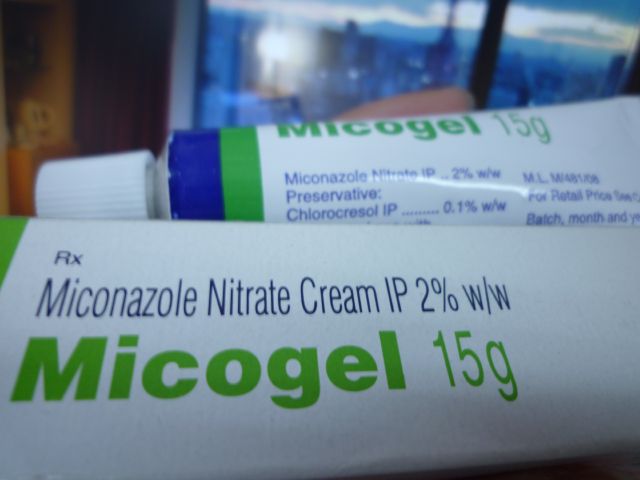 Micogel 15g
Miconazole Nitrate IP .. 2% w/w
Preservative:
Chlorocresol IP ......... 0.1% w/w
M.L. M/481/08
For Retail Price See
Batch, month and
Rx
Miconazole Nitrate Cream IP 2% w/w
Micogel 15g